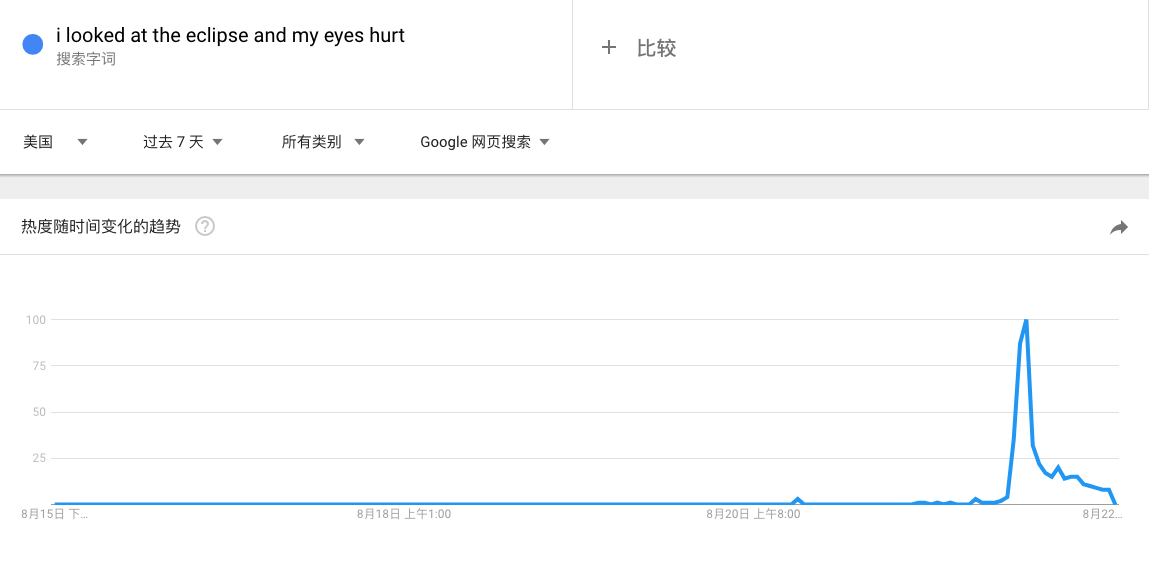 i looked at the eclipse and my eyes hurt
搜索字词
+ 比较
美国
过去 7 天
所有类别
Google 网页搜索
热度随时间变化的趋势 ?
100
75
50
25
8月15日 下…
8月18日 上午1:00
8月20日 上午8:00
8月22…